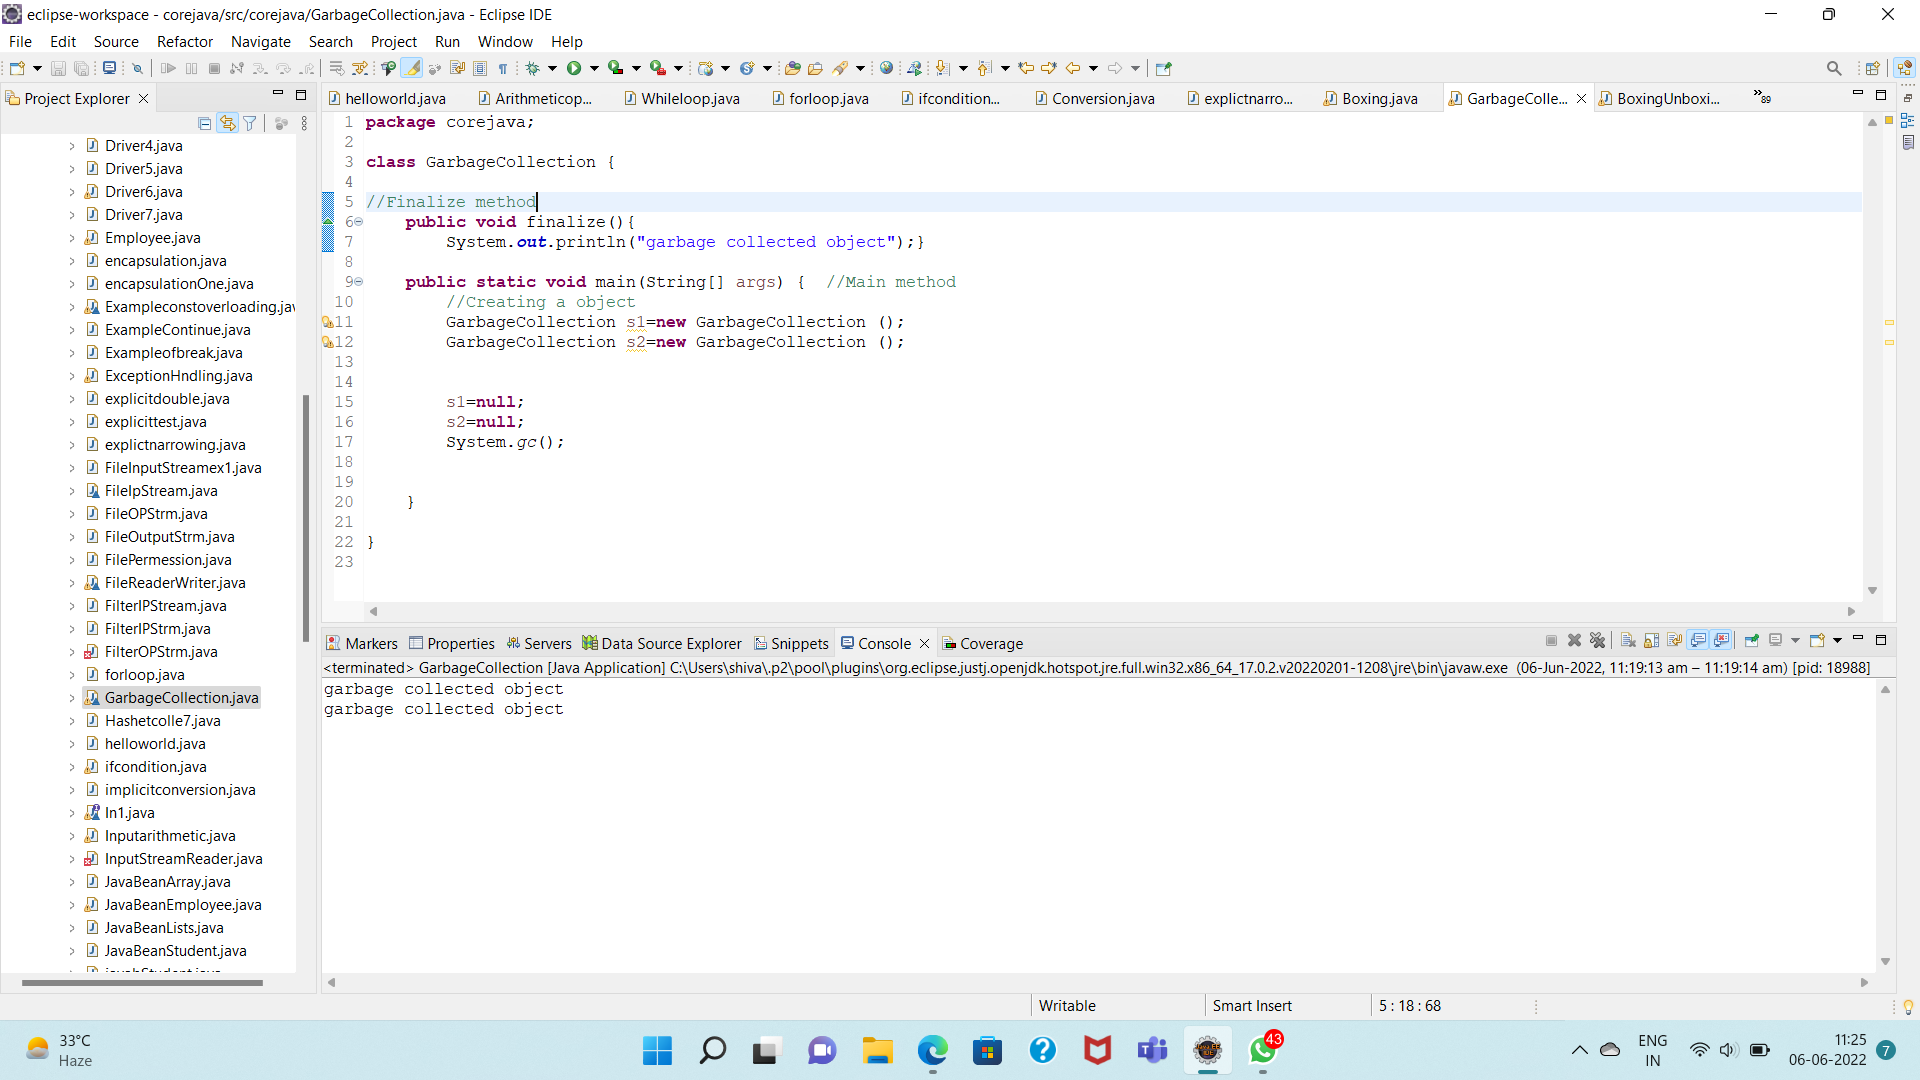 eclipse-workspace - corejava/src/corejava/GarbageCollection.java - Eclipse IDE
File Edit Source Refactor Navigate Search Project Run Window Help
Project Explorer
helloworld.java Arithmeticop... Whileloop.java forloop.java ifcondition... Conversion.java explictnarro... Boxing.java GarbageColle... BoxingUnboxi... »89
Driver4.java
Driver5.java
Driver6.java
Driver7.java
Employee.java
encapsulation.java
encapsulationOne.java
Exampleconstoverloading.jav
ExampleContinue.java
Exampleofbreak.java
ExceptionHndling.java
explicitdouble.java
explicittest.java
explictnarrowing.java
FileInputStreamex1.java
FileIpStream.java
FileOPStrm.java
FileOutputStrm.java
FilePermession.java
FileReaderWriter.java
FilterIPStream.java
FilterIPStrm.java
FilterOPStrm.java
forloop.java
GarbageCollection.java
Hashetcolle7.java
helloworld.java
ifcondition.java
implicitconversion.java
In1.java
Inputarithmetic.java
InputStreamReader.java
JavaBeanArray.java
JavaBeanEmployee.java
JavaBeanLists.java
JavaBeanStudent.java
1 package corejava;
2
3 class GarbageCollection {
4
5 //Finalize method
6 public void finalize(){
7 System.out.println("garbage collected object");}
8
9 public static void main(String[] args) { //Main method
10 //Creating a object
11 GarbageCollection s1=new GarbageCollection ();
12 GarbageCollection s2=new GarbageCollection ();
13
14
15 s1=null;
16 s2=null;
17 System.gc();
18
19
20 }
21
22 }
23
Markers Properties Servers Data Source Explorer Snippets Console Coverage
<terminated> GarbageCollection [Java Application] C:\Users\shiva\.p2\pool\plugins\org.eclipse.justj.openjdk.hotspot.jre.full.win32.x86_64_17.0.2.v20220201-1208\jre\bin\javaw.exe (06-Jun-2022, 11:19:13 am – 11:19:14 am) [pid: 18988]
garbage collected object
garbage collected object
Writable Smart Insert 5 : 18 : 68
33°C
Haze
43
ENG
IN
11:25
06-06-2022
7